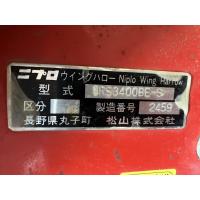 ニプロ ウイングハロー Niplo Wing Harrow
型式 WRS3400BE-S
区分 製造番号 2459
長野県丸子町 松山株式会社